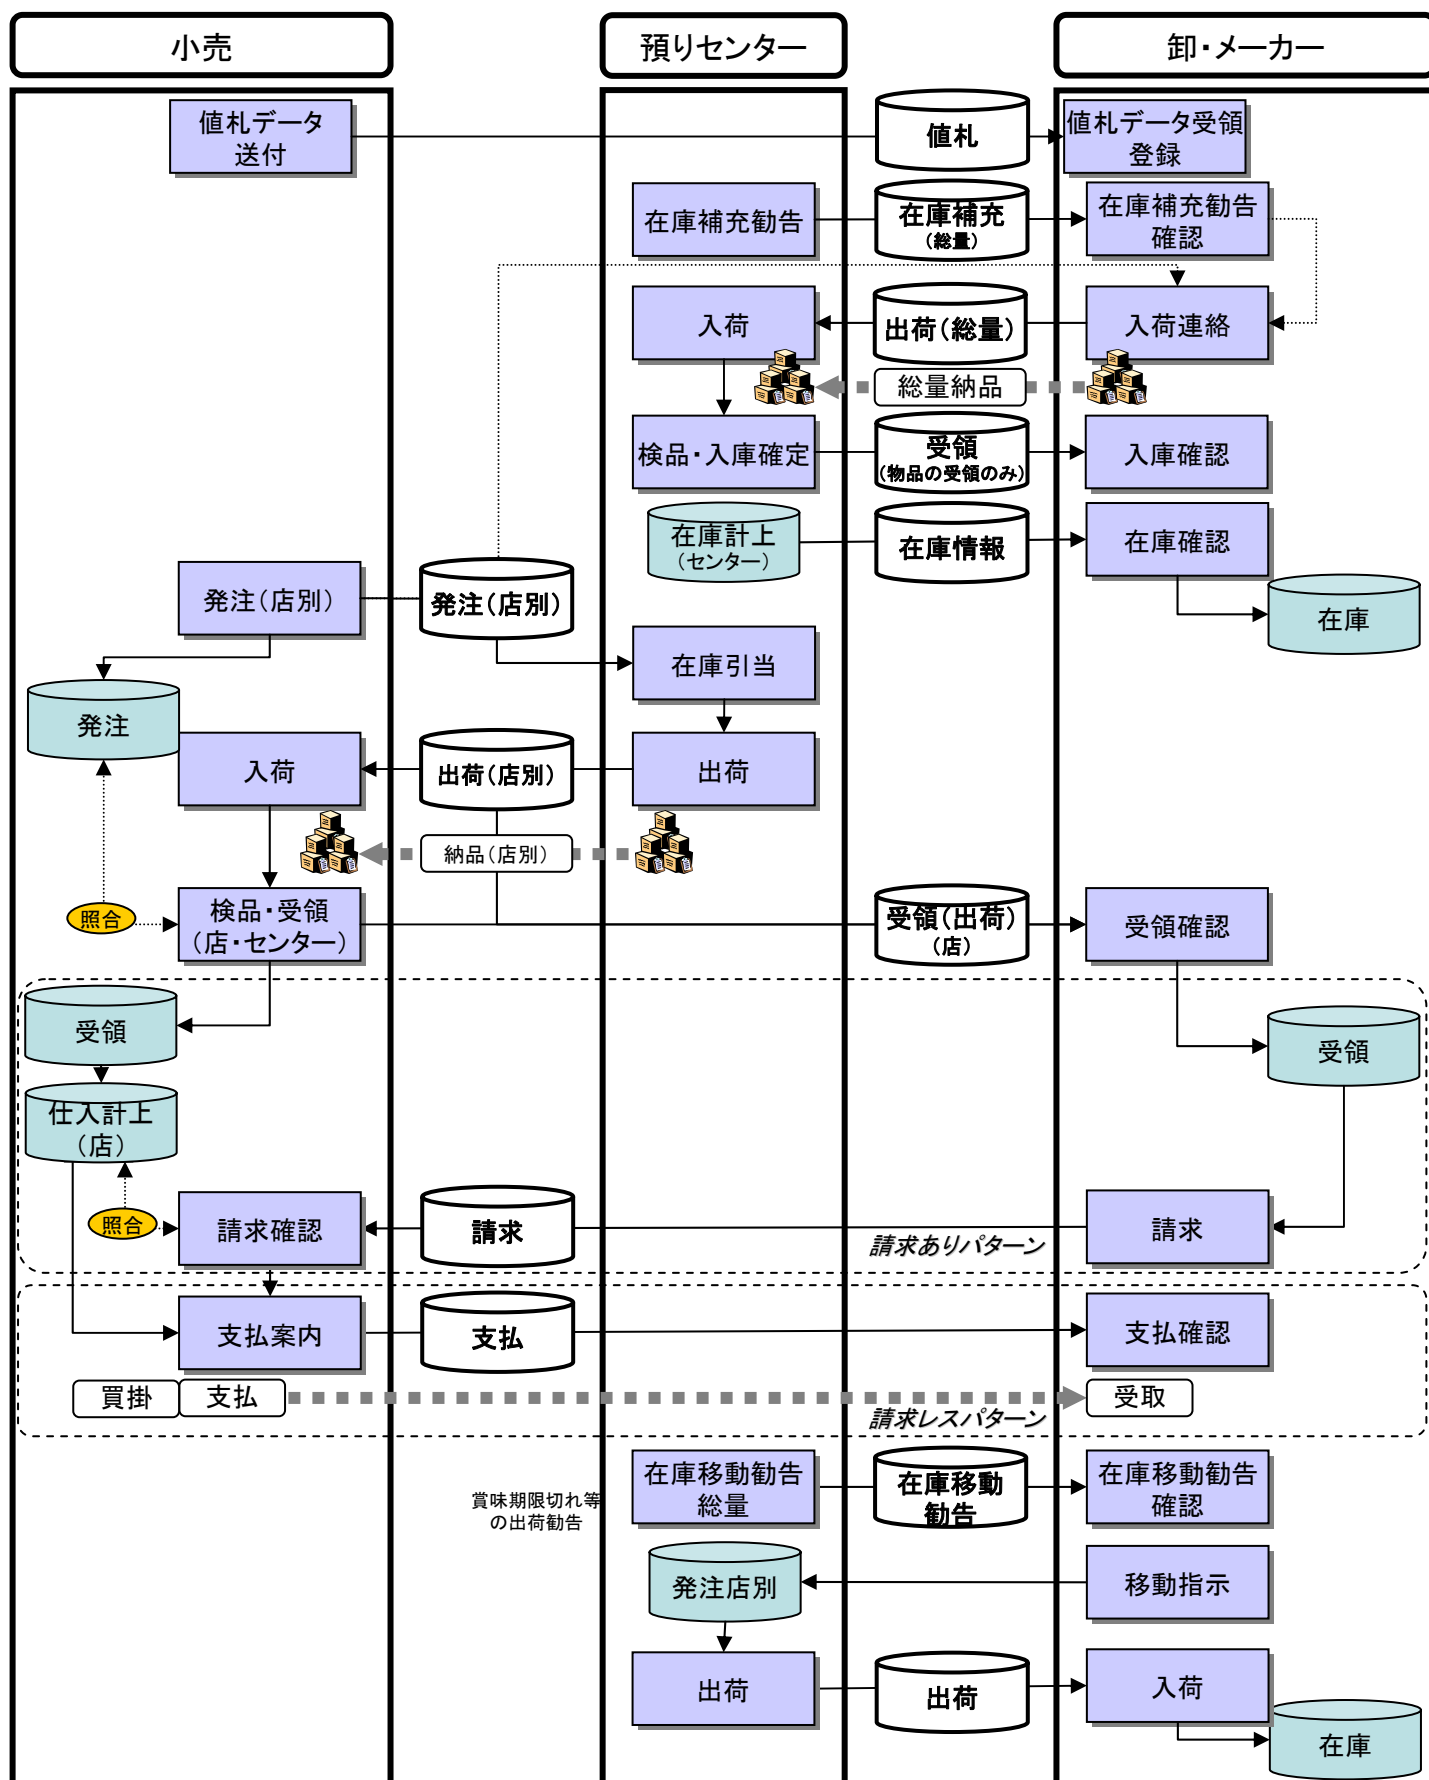 小売
預りセンター
卸・メーカー
値札データ
送付
値札
値札データ受領
登録
在庫補充勧告
在庫補充
(総量)
在庫補充勧告
確認
入荷
出荷(総量)
入荷連絡
総量納品
検品・入庫確定
受領
(物品の受領のみ)
入庫確認
在庫計上
(センター)
在庫情報
在庫確認
在庫
発注(店別)
発注(店別)
在庫引当
発注
入荷
出荷(店別)
出荷
納品(店別)
照合
検品・受領
(店・センター)
受領(出荷)
(店)
受領確認
受領
受領
仕入計上
(店)
照合
請求確認
請求
請求
請求ありパターン
支払案内
支払
支払確認
買掛
支払
受取
請求レスパターン
賞味期限切れ等
の出荷勧告
在庫移動勧告
総量
在庫移動
勧告
在庫移動勧告
確認
発注店別
移動指示
出荷
出荷
入荷
在庫